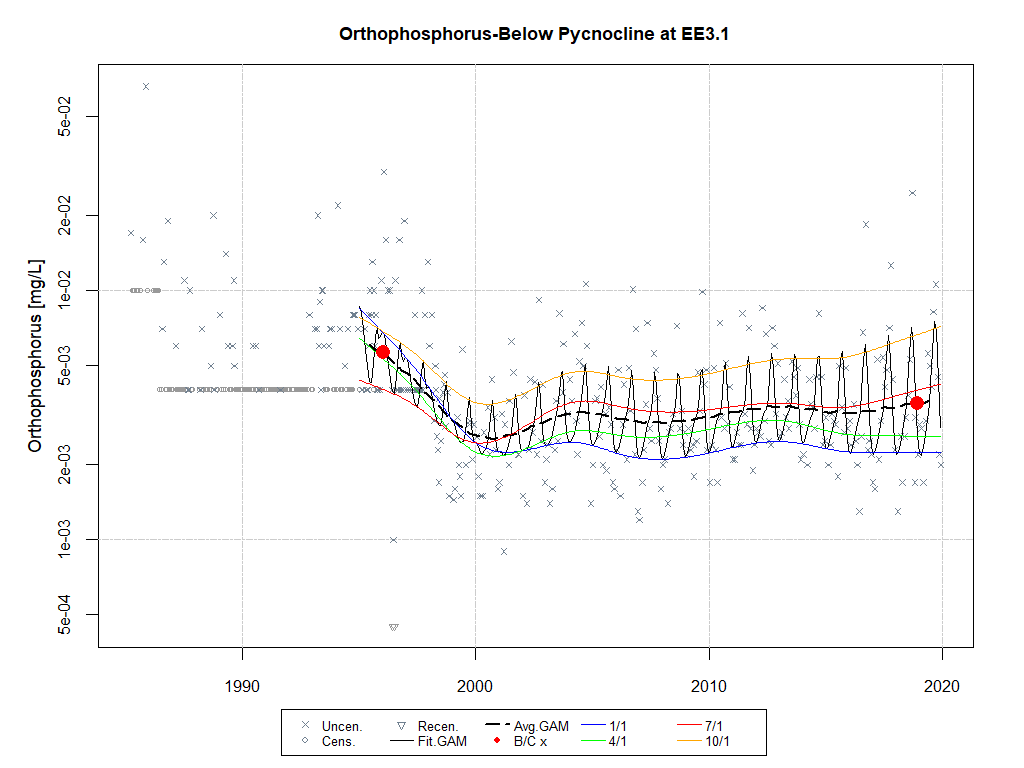 Orthophosphorus-Below Pycnocline at EE3.1
Orthophosphorus [mg/L]
5e-02
2e-02
1e-02
5e-03
2e-03
1e-03
5e-04
1990 2000 2010 2020
Uncen. Recen. Avg.GAM 1/1 7/1
Cens. Fit.GAM B/C x 4/1 10/1